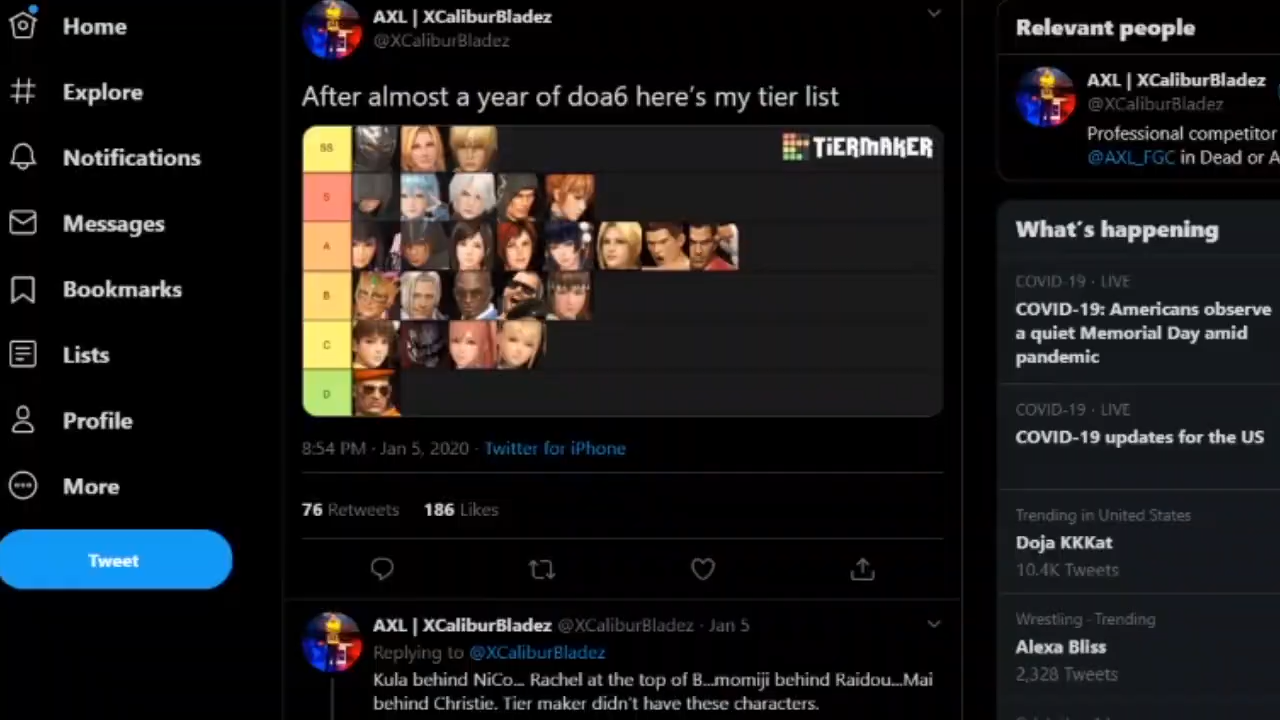 Home
Explore
Notifications
Messages
Bookmarks
Lists
Profile
More
Tweet
AXL | XCaliburBladez
@XCaliburBladez
After almost a year of doa6 here's my tier list
TiERMAKER
SS
S
A
B
C
D
8:54 PM · Jan 5, 2020 · Twitter for iPhone
76 Retweets 186 Likes
AXL | XCaliburBladez @XCaliburBladez · Jan 5
Replying to @XCaliburBladez
Kula behind NiCo... Rachel at the top of B...momiji behind Raidou...Mai
behind Christie. Tier maker didn't have these characters.
Relevant people
AXL | XCaliburBladez
@XCaliburBladez
Professional competitor
@AXL_FGC in Dead or A
What's happening
COVID-19 · LIVE
COVID-19: Americans observe
a quiet Memorial Day amid
pandemic
COVID-19 · LIVE
COVID-19 updates for the US
Trending in United States
Doja KKKat
10.4K Tweets
Wrestling · Trending
Alexa Bliss
2,328 Tweets